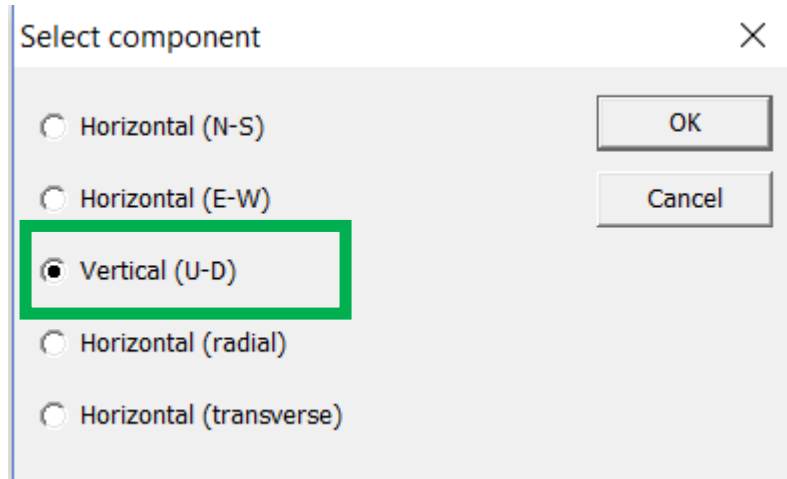 Select component
Horizontal (N-S)
OK
Horizontal (E-W)
Cancel
Vertical (U-D)
Horizontal (radial)
Horizontal (transverse)